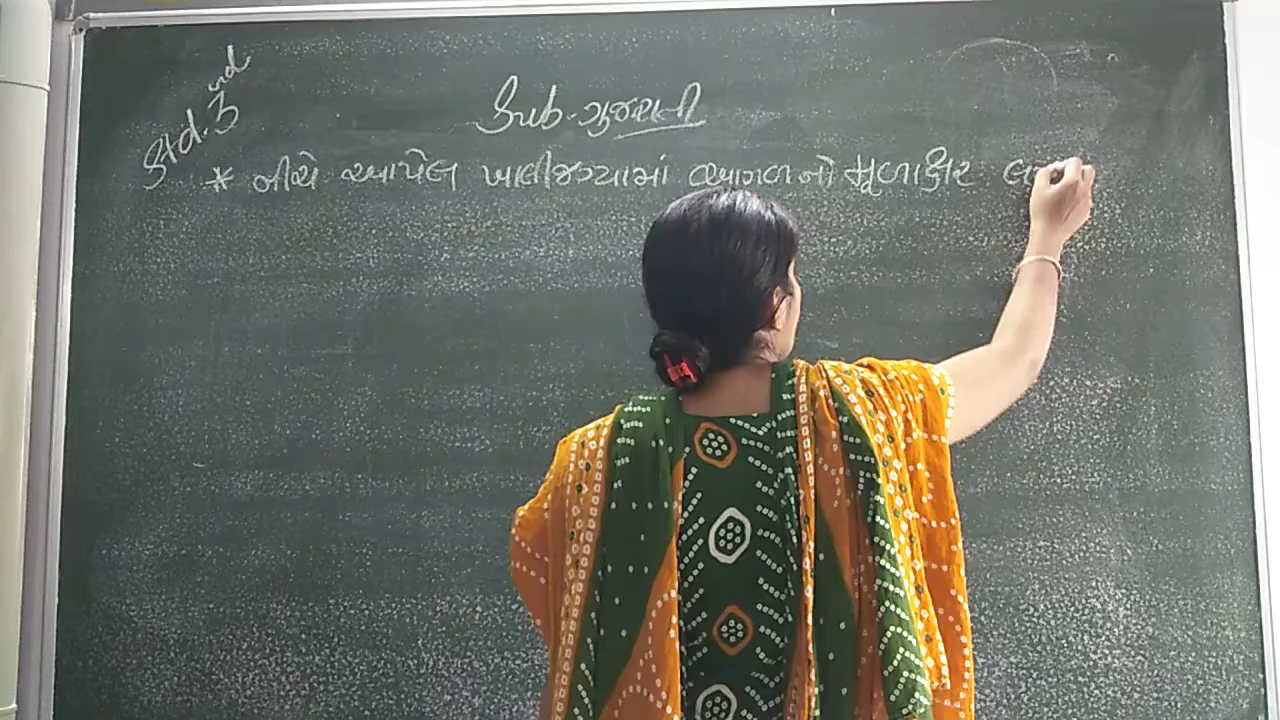 Std. 3rd
Sub - ગુજરાતી
* નીચે આપેલ ખાલીજગ્યામાં આગળનો મૂળાક્ષર લ